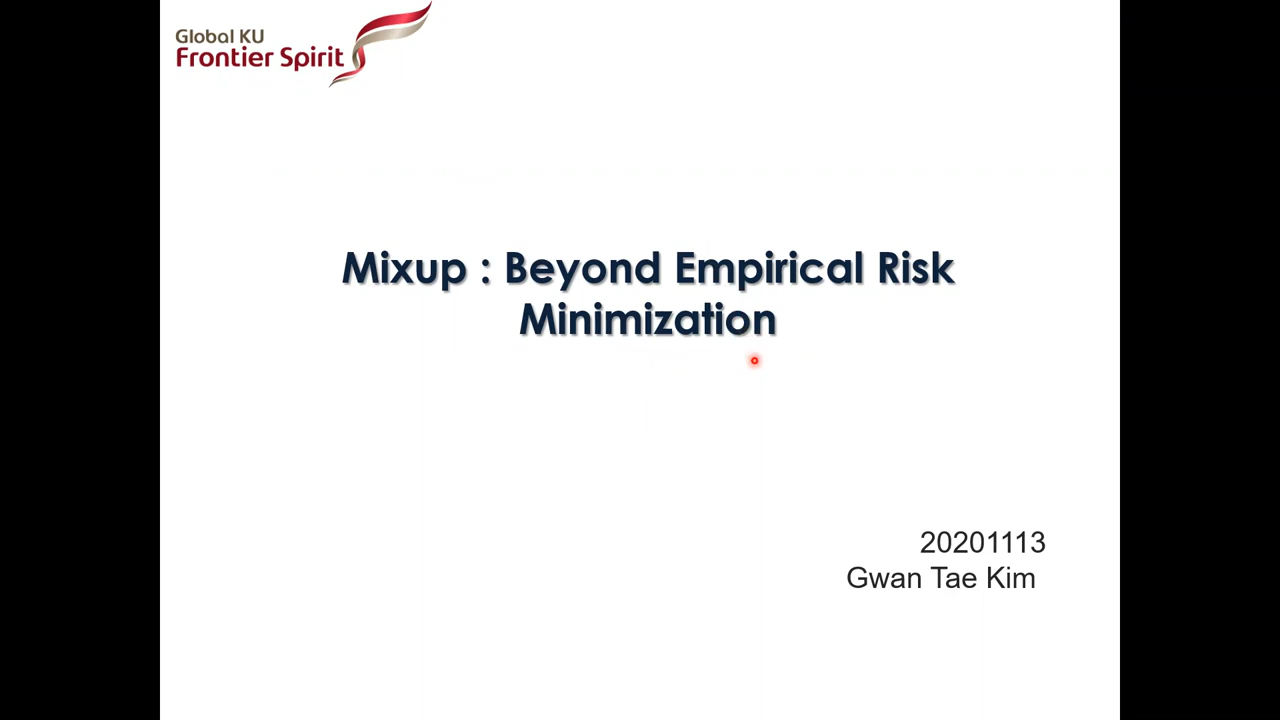 Global KU
Frontier Spirit
Mixup : Beyond Empirical Risk
Minimization
20201113
Gwan Tae Kim